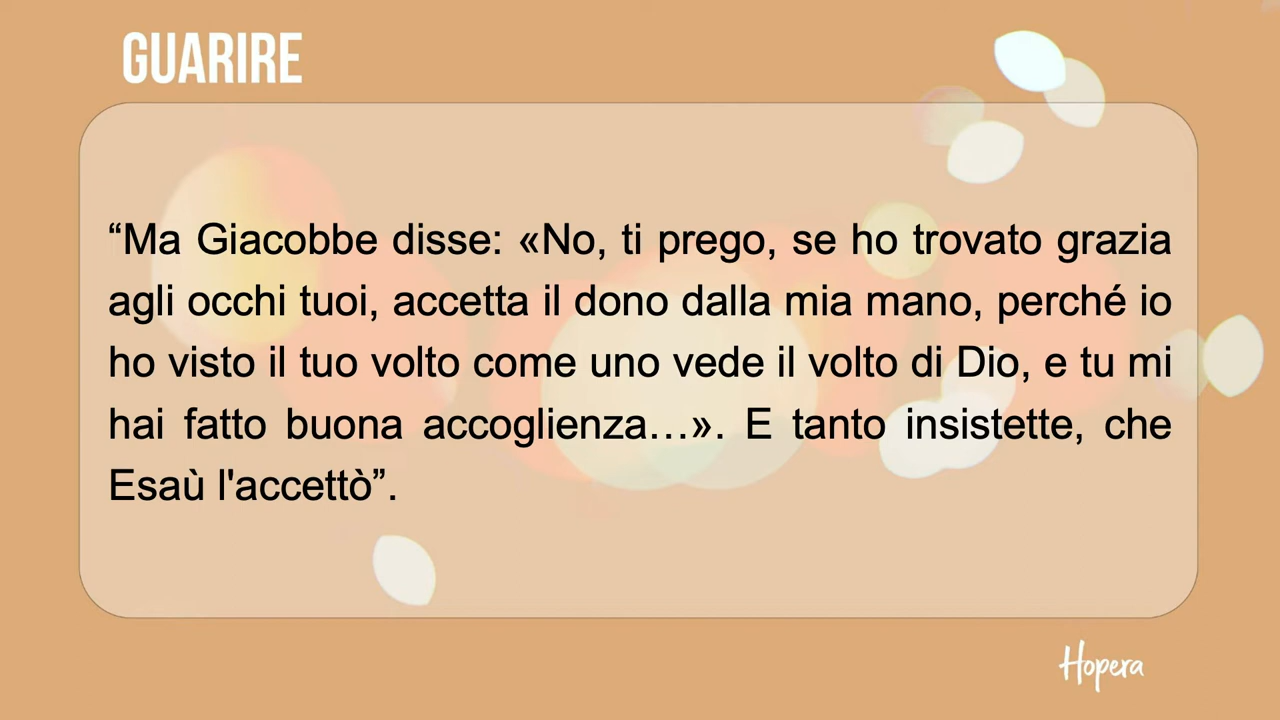 GUARIRE
“Ma Giacobbe disse: «No, ti prego, se ho trovato grazia
agli occhi tuoi, accetta il dono dalla mia mano, perché io
ho visto il tuo volto come uno vede il volto di Dio, e tu mi
hai fatto buona accoglienza…». E tanto insistette, che
Esaù l'accettò”.
Hopera